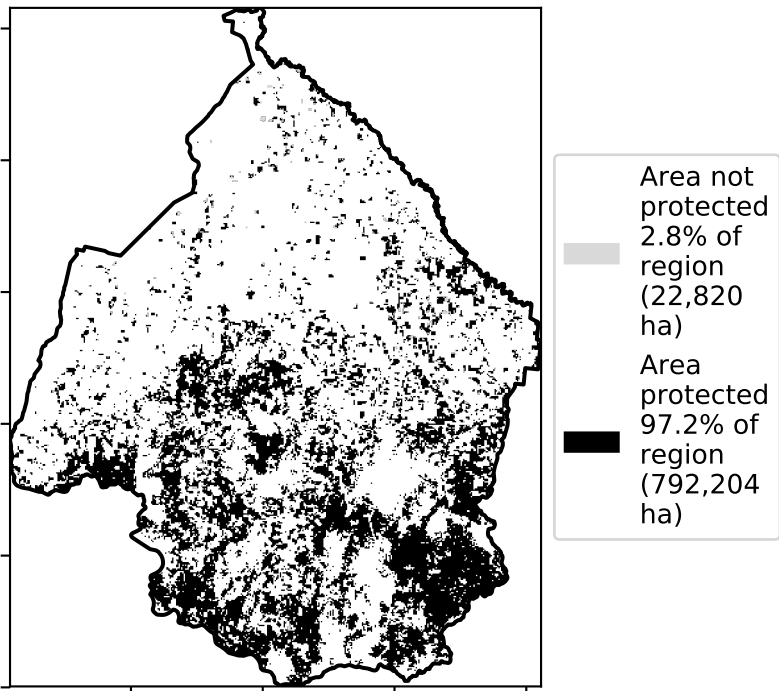 Area not
protected
2.8% of
region
(22,820
ha)
Area
protected
97.2% of
region
(792,204
ha)